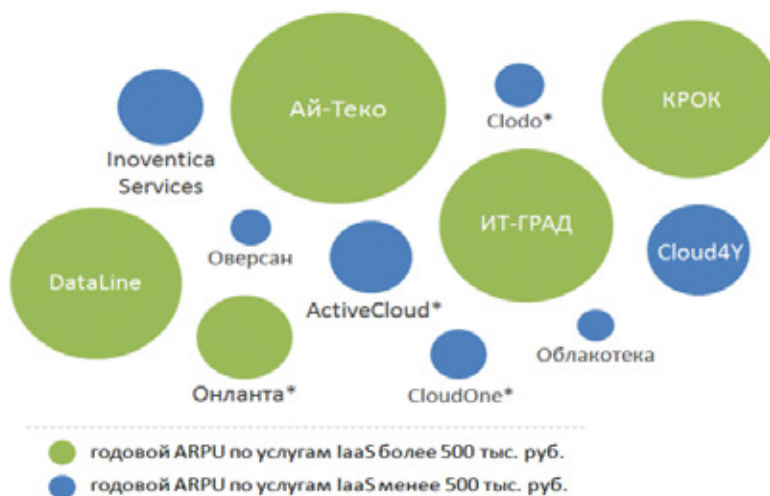 Ай-Теко
Clodo*
КРОК
Inoventica
Services
ИТ-ГРАД
Оверсан
Cloud4Y
DataLine
ActiveCloud*
Облакотека
Онланта*
CloudOne*
годовой ARPU по услугам IaaS более 500 тыс. руб.
годовой ARPU по услугам IaaS менее 500 тыс. руб.